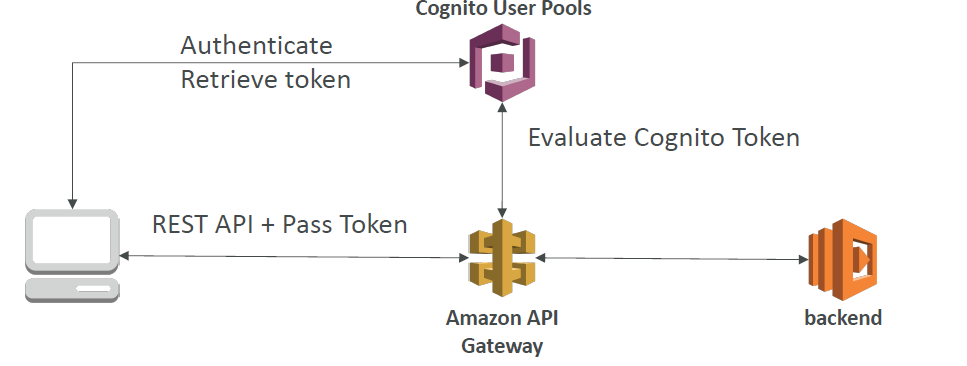 Cognito User Pools
Authenticate
Retrieve token
Evaluate Cognito Token
REST API + Pass Token
Amazon API
Gateway
backend